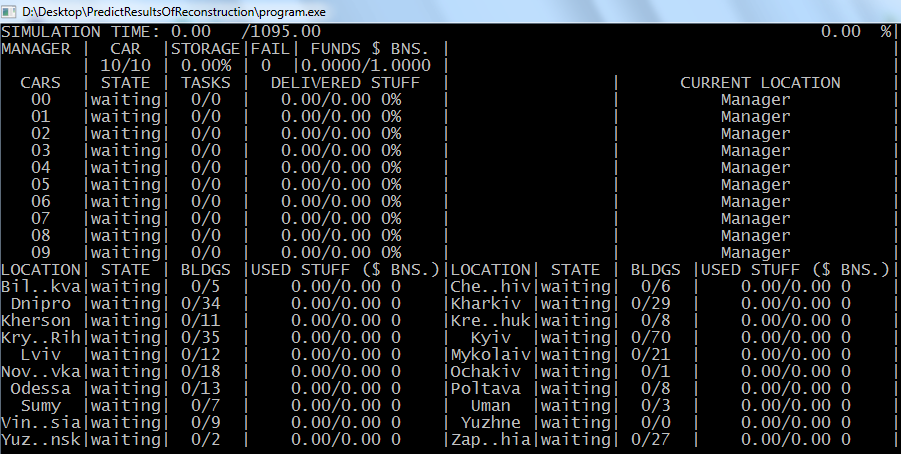 D:\Desktop\PredictResultsOfReconstruction\program.exe
SIMULATION TIME: 0.00 /1095.00 0.00 %|
MANAGER | CAR |STORAGE|FAIL| FUNDS $ BNS. | |
| 10/10 | 0.00% | 0 |0.0000/1.0000 | |
CARS | STATE | TASKS | DELIVERED STUFF | | CURRENT LOCATION |
00 |waiting| 0/0 | 0.00/0.00 0% | | Manager |
01 |waiting| 0/0 | 0.00/0.00 0% | | Manager |
02 |waiting| 0/0 | 0.00/0.00 0% | | Manager |
03 |waiting| 0/0 | 0.00/0.00 0% | | Manager |
04 |waiting| 0/0 | 0.00/0.00 0% | | Manager |
05 |waiting| 0/0 | 0.00/0.00 0% | | Manager |
06 |waiting| 0/0 | 0.00/0.00 0% | | Manager |
07 |waiting| 0/0 | 0.00/0.00 0% | | Manager |
08 |waiting| 0/0 | 0.00/0.00 0% | | Manager |
09 |waiting| 0/0 | 0.00/0.00 0% | | Manager |
LOCATION| STATE | BLDGS |USED STUFF ($ BNS.)|LOCATION| STATE | BLDGS |USED STUFF ($ BNS.)|
Bil..kva|waiting| 0/5 | 0.00/0.00 0 |Che..hiv|waiting| 0/6 | 0.00/0.00 0 |
Dnipro |waiting| 0/34 | 0.00/0.00 0 |Kharkiv |waiting| 0/29 | 0.00/0.00 0 |
Kherson |waiting| 0/11 | 0.00/0.00 0 |Kre..huk|waiting| 0/8 | 0.00/0.00 0 |
Kry..Rih|waiting| 0/35 | 0.00/0.00 0 | Kyiv |waiting| 0/70 | 0.00/0.00 0 |
Lviv |waiting| 0/12 | 0.00/0.00 0 |Mykolaiv|waiting| 0/21 | 0.00/0.00 0 |
Nov..vka|waiting| 0/18 | 0.00/0.00 0 |Ochakiv |waiting| 0/1 | 0.00/0.00 0 |
Odessa |waiting| 0/13 | 0.00/0.00 0 |Poltava |waiting| 0/8 | 0.00/0.00 0 |
Sumy |waiting| 0/7 | 0.00/0.00 0 | Uman |waiting| 0/3 | 0.00/0.00 0 |
Vin..sia|waiting| 0/9 | 0.00/0.00 0 | Yuzhne |waiting| 0/0 | 0.00/0.00 0 |
Yuz..nsk|waiting| 0/2 | 0.00/0.00 0 |Zap..hia|waiting| 0/27 | 0.00/0.00 0 |